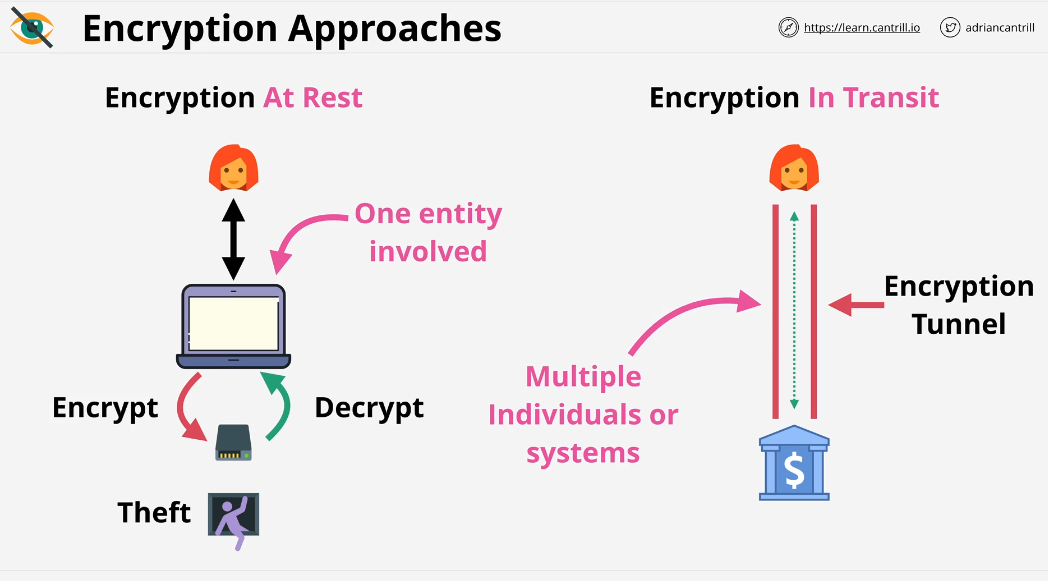 Encryption Approaches
https://learn.cantrill.io
adriancantrill
Encryption At Rest
One entity
involved
Encrypt
Decrypt
Theft
Encryption In Transit
Encryption
Tunnel
Multiple
Individuals or
systems
$